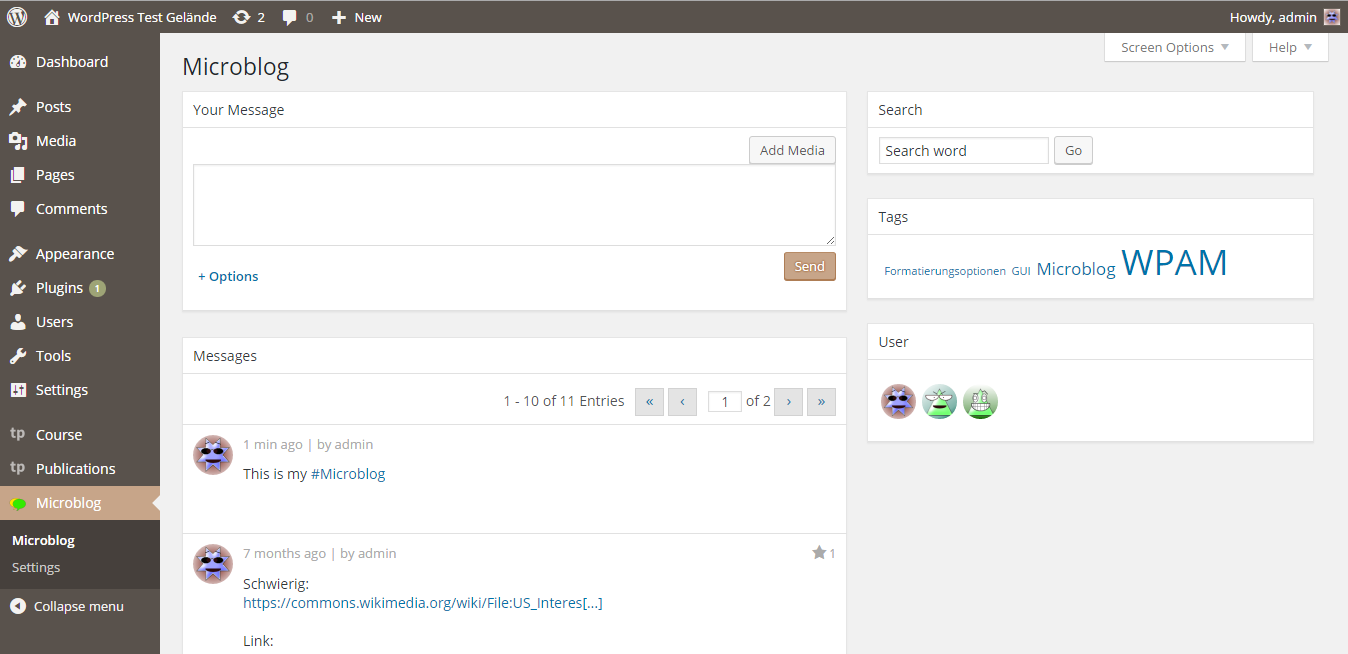 WordPress Test Gelände 2 0 New Howdy, admin
Screen Options Help
Dashboard
Posts
Media
Pages
Comments
Appearance
Plugins 1
Users
Tools
Settings
tp Course
tp Publications
Microblog
Microblog
Settings
Collapse menu
Microblog
Your Message
Add Media
+ Options
Send
Messages
1 - 10 of 11 Entries « ‹ 1 of 2 › »
1 min ago | by admin
This is my #Microblog
7 months ago | by admin 1
Schwierig:
https://commons.wikimedia.org/wiki/File:US_Interes[...]
Link:
Search
Search word Go
Tags
Formatierungsoptionen GUI Microblog WPAM
User